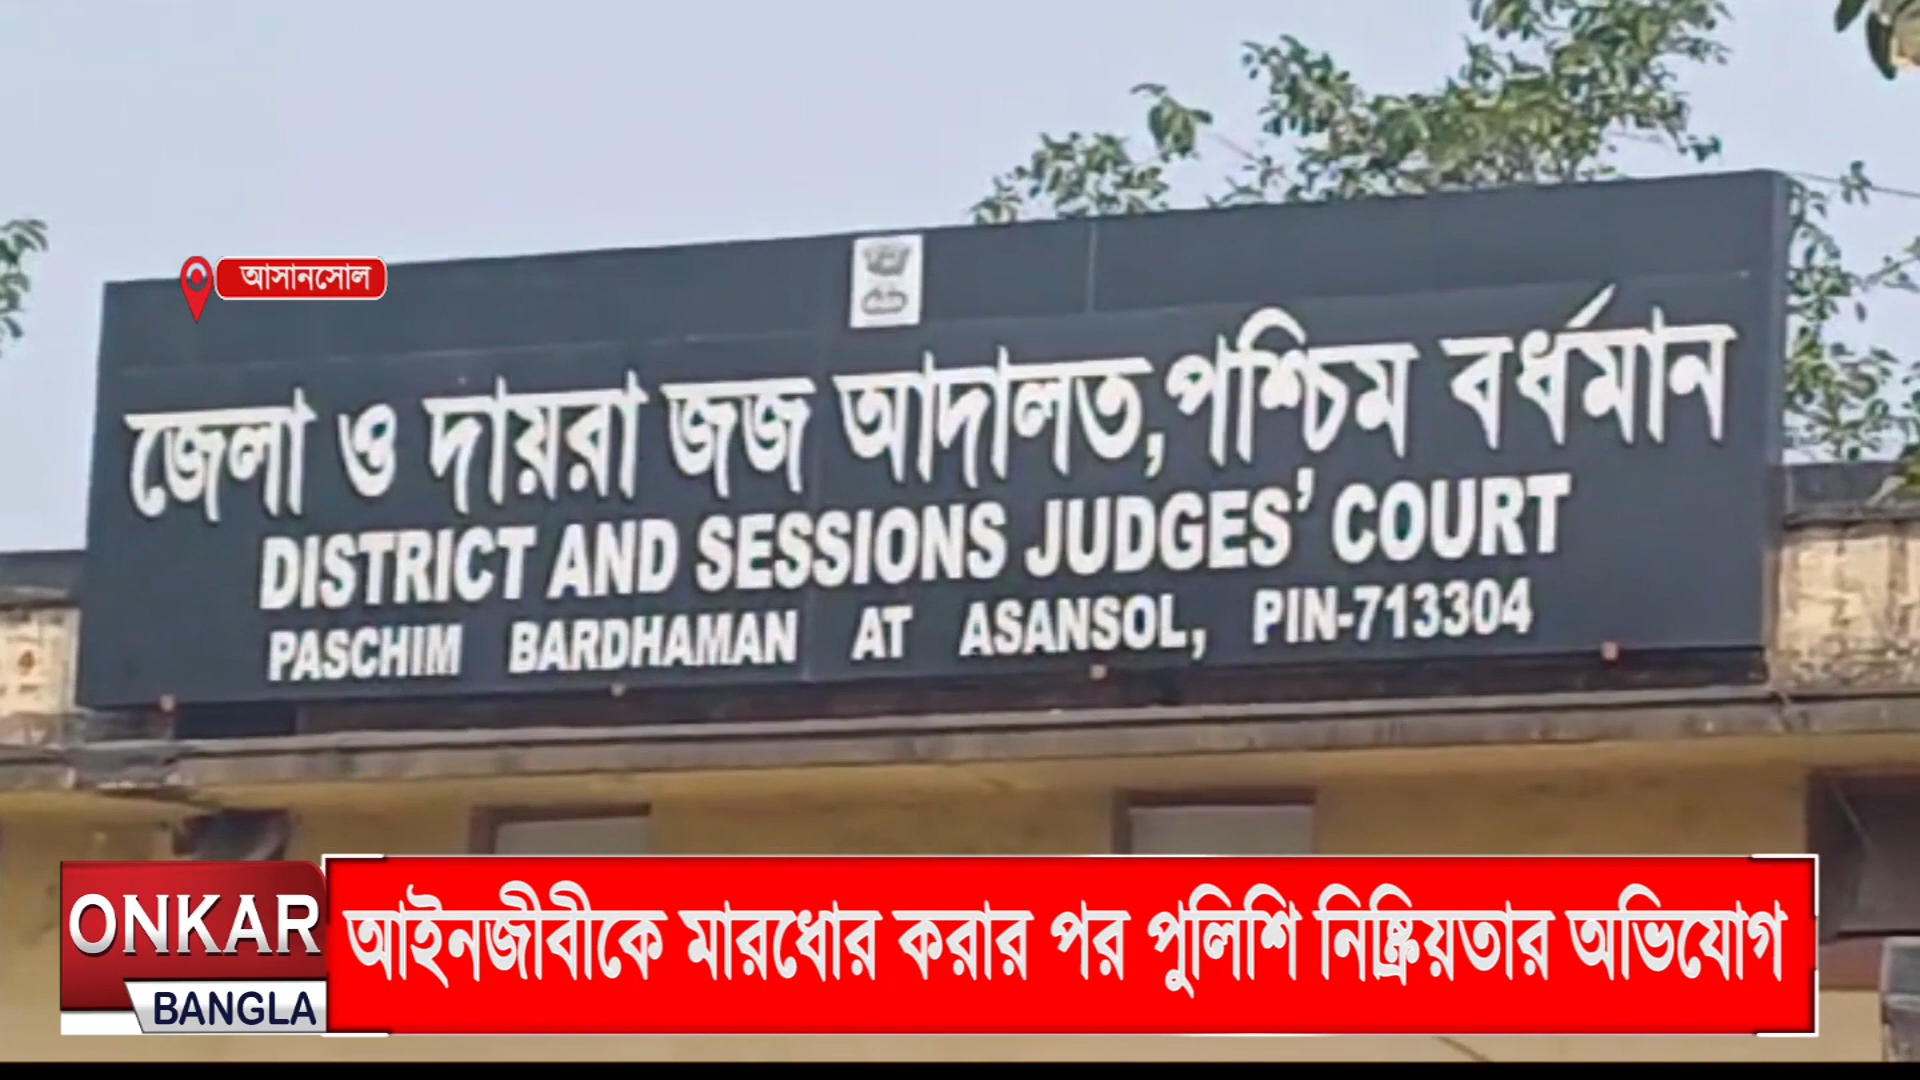 আসানসোল
জেলা ও দায়রা জজ আদালত, পশ্চিম বর্ধমান
DISTRICT AND SESSIONS JUDGES' COURT
PASCHIM BARDHAMAN AT ASANSOL, PIN-713304
ONKAR
BANGLA
আইনজীবীকে মারধোর করার পর পুলিশি নিষ্ক্রিয়তার অভিযোগ